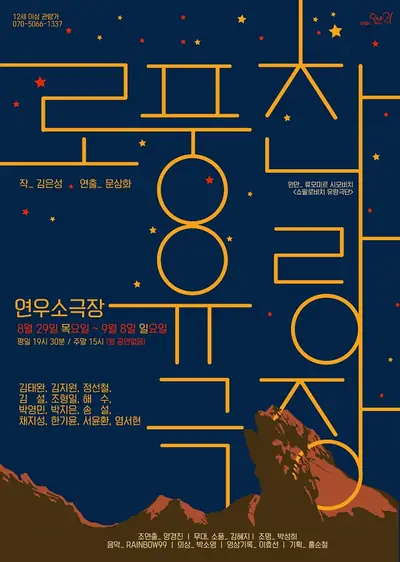 12세 이상 관람가
070-5066-1337
로풍찬
유랑
극장
작_ 김은성 연출_ 문삼화
원안_ 류보미르 시모비치
<쇼팔로비치 유랑극단>
연우소극장
8월 29일 목요일 ~ 9월 8일 일요일
평일 19시 30분 / 주말 15시 (월 공연없음)
김태완, 김지원, 정선철,
김 설, 조형일, 해 수,
박영민, 박지은, 송 설,
채지성, 한기윤, 서윤환, 염서현
조연출_ 양경진 | 무대, 소품_ 김혜지 | 조명_ 박성희
음악_ RAINBOW99 | 의상_ 박소영 | 영상기록_ 이효선 | 기획_ 홍순철